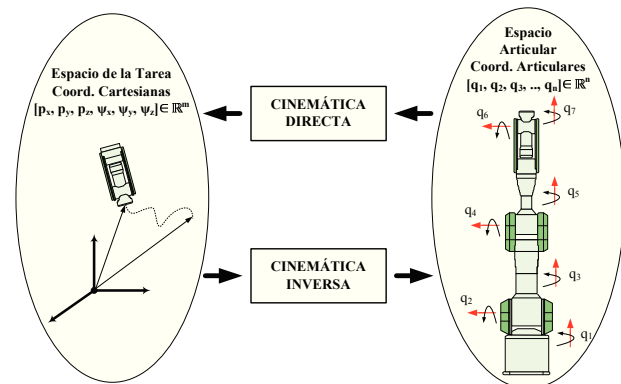 Espacio de la Tarea
Coord. Cartesianas
[px, py, pz, ψx, ψy, ψz]∈ ℝᵐ
CINEMÁTICA
DIRECTA
CINEMÁTICA
INVERSA
Espacio
Articular
Coord. Articulares
[q1, q2, q3, .., qn]∈ ℝⁿ
q6
q7
q5
q4
q3
q2
q1